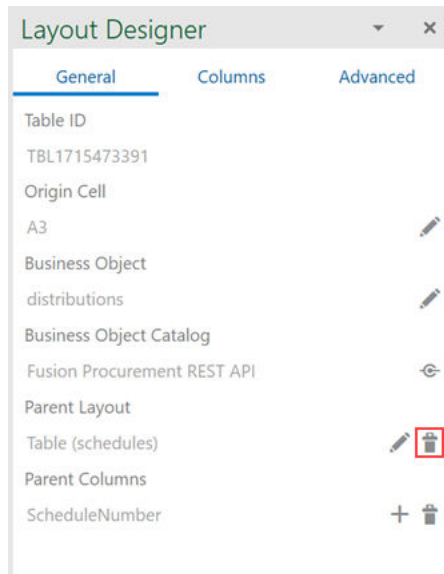 Layout Designer
General Columns Advanced
Table ID
TBL1715473391
Origin Cell
A3
Business Object
distributions
Business Object Catalog
Fusion Procurement REST API
Parent Layout
Table (schedules)
Parent Columns
ScheduleNumber